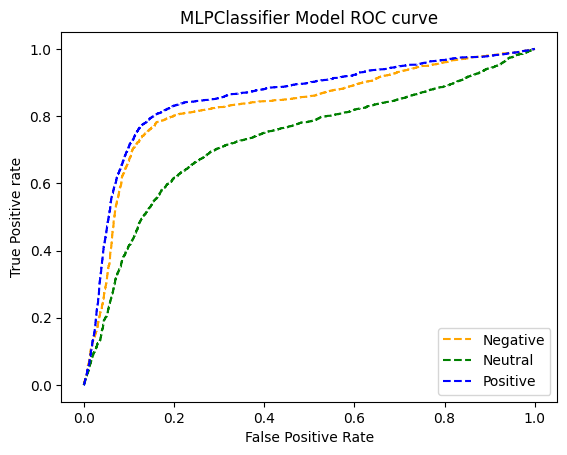 MLPClassifier Model ROC curve
True Positive rate
1.0
0.8
0.6
0.4
0.2
0.0
Negative
Neutral
Positive
0.0 0.2 0.4 0.6 0.8 1.0
False Positive Rate